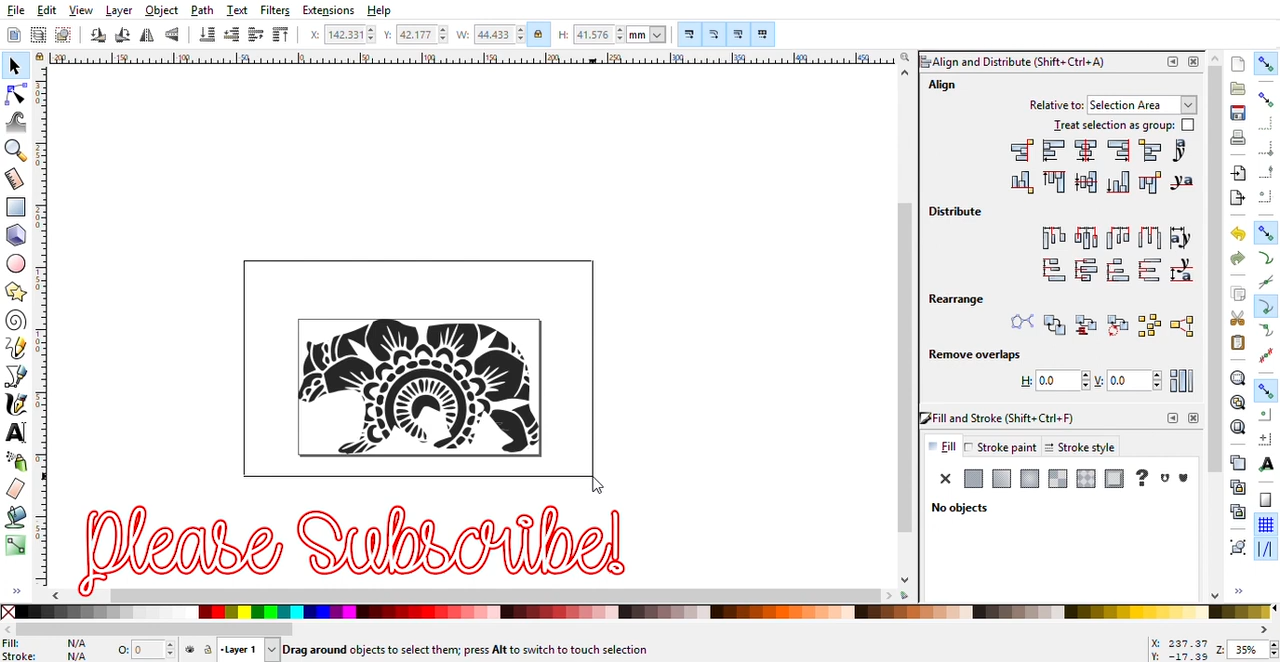 File Edit View Layer Object Path Text Filters Extensions Help
X: 142.331 Y: 42.177 W: 44.433 H: 41.576 mm
Align and Distribute (Shift+Ctrl+A)
Align
Relative to: Selection Area
Treat selection as group:
Distribute
Rearrange
Remove overlaps
H: 0.0 V: 0.0
Fill and Stroke (Shift+Ctrl+F)
Fill Stroke paint Stroke style
No objects
Please Subscribe!
Fill: N/A
Stroke: N/A
O: 0
•Layer 1
Drag around objects to select them; press Alt to switch to touch selection
X: 237.37
Y: -17.39
Z: 35%